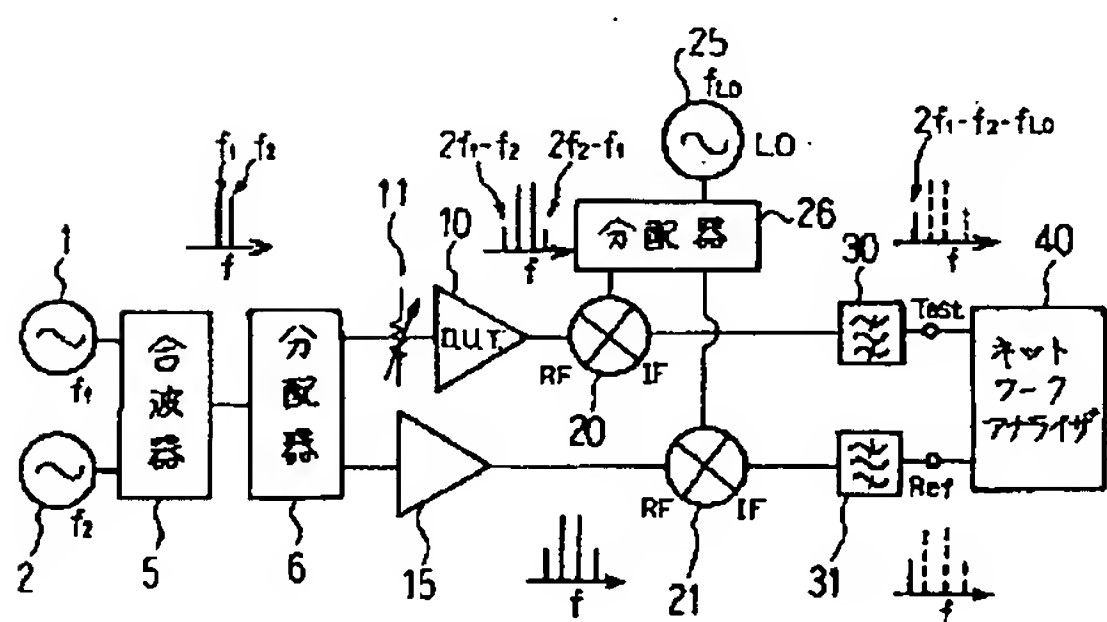 25
fLO
LO
2f1-f2
2f2-f1
2f1-f2-fLO
f1
f2
1
11
10
26
30
40
f
f
f
分配器
D.U.T.
RF
IF
20
Test
ネットワークアナライザ
合波器
分配器
f1
f2
2
5
6
15
RF
IF
21
31
Ref
f
f